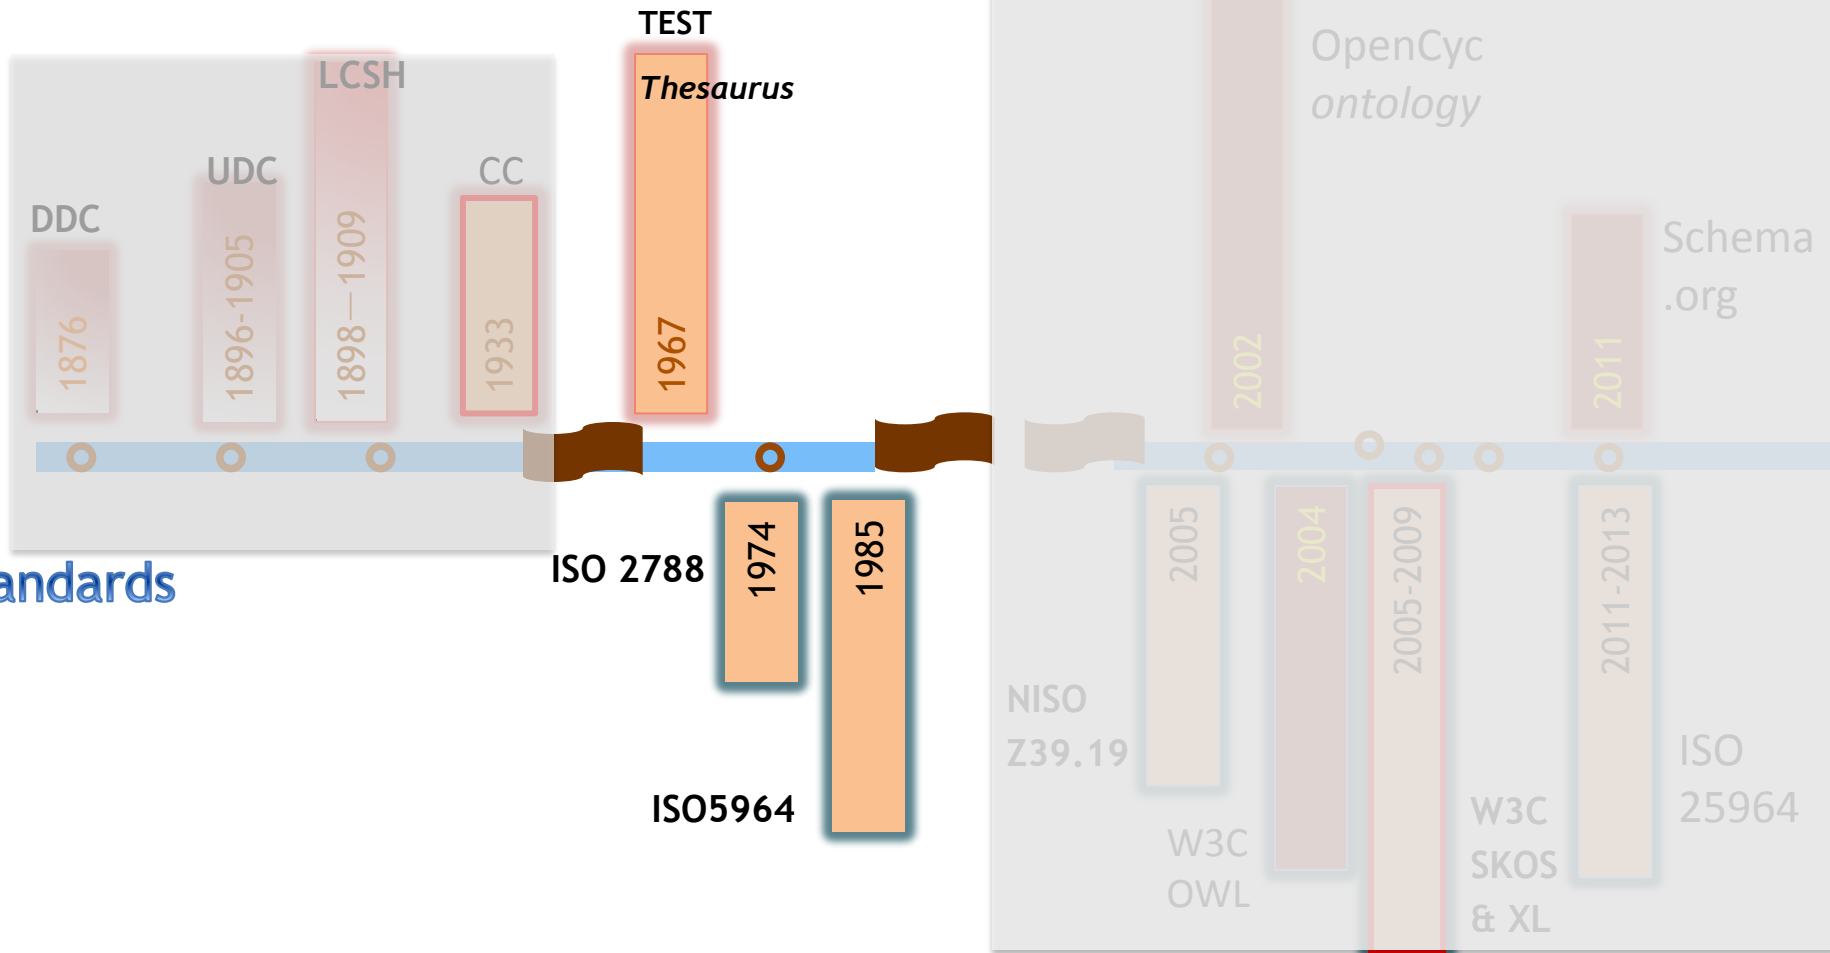 TEST
Thesaurus
LCSH
UDC
CC
DDC
1876
1896-1905
1898—1909
1933
1967
OpenCyc
ontology
Schema
.org
2002
2011
andards
ISO 2788
1974
1985
ISO5964
2005
2004
2005-2009
2011-2013
NISO
Z39.19
W3C
OWL
W3C
SKOS
& XL
ISO
25964